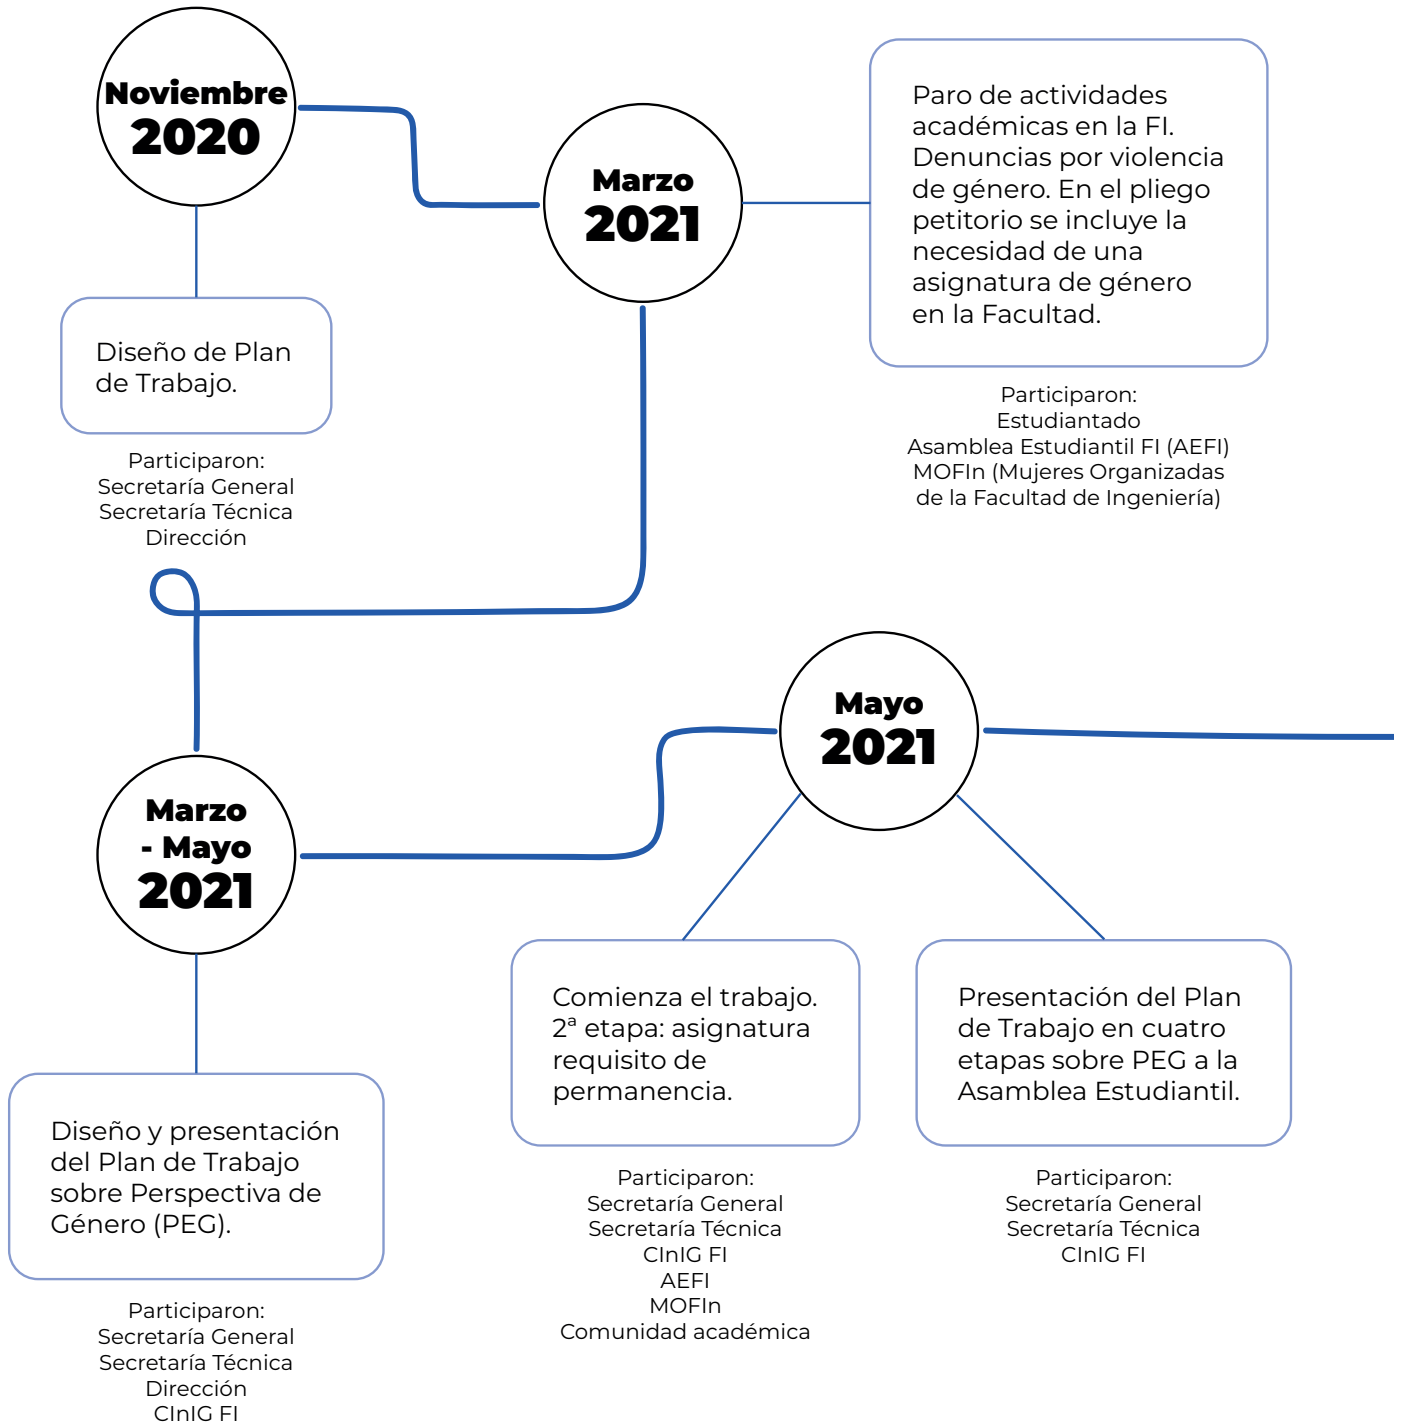 Noviembre
2020
Diseño de Plan
de Trabajo.
Participaron:
Secretaría General
Secretaría Técnica
Dirección
Marzo
2021
Paro de actividades
académicas en la FI.
Denuncias por violencia
de género. En el pliego
petitorio se incluye la
necesidad de una
asignatura de género
en la Facultad.
Participaron:
Estudiantado
Asamblea Estudiantil FI (AEFI)
MOFIn (Mujeres Organizadas
de la Facultad de Ingeniería)
Marzo
- Mayo
2021
Diseño y presentación
del Plan de Trabajo
sobre Perspectiva de
Género (PEG).
Participaron:
Secretaría General
Secretaría Técnica
Dirección
CInIG FI
Mayo
2021
Comienza el trabajo.
2ª etapa: asignatura
requisito de
permanencia.
Participaron:
Secretaría General
Secretaría Técnica
CInIG FI
AEFI
MOFIn
Comunidad académica
Presentación del Plan
de Trabajo en cuatro
etapas sobre PEG a la
Asamblea Estudiantil.
Participaron:
Secretaría General
Secretaría Técnica
CInIG FI